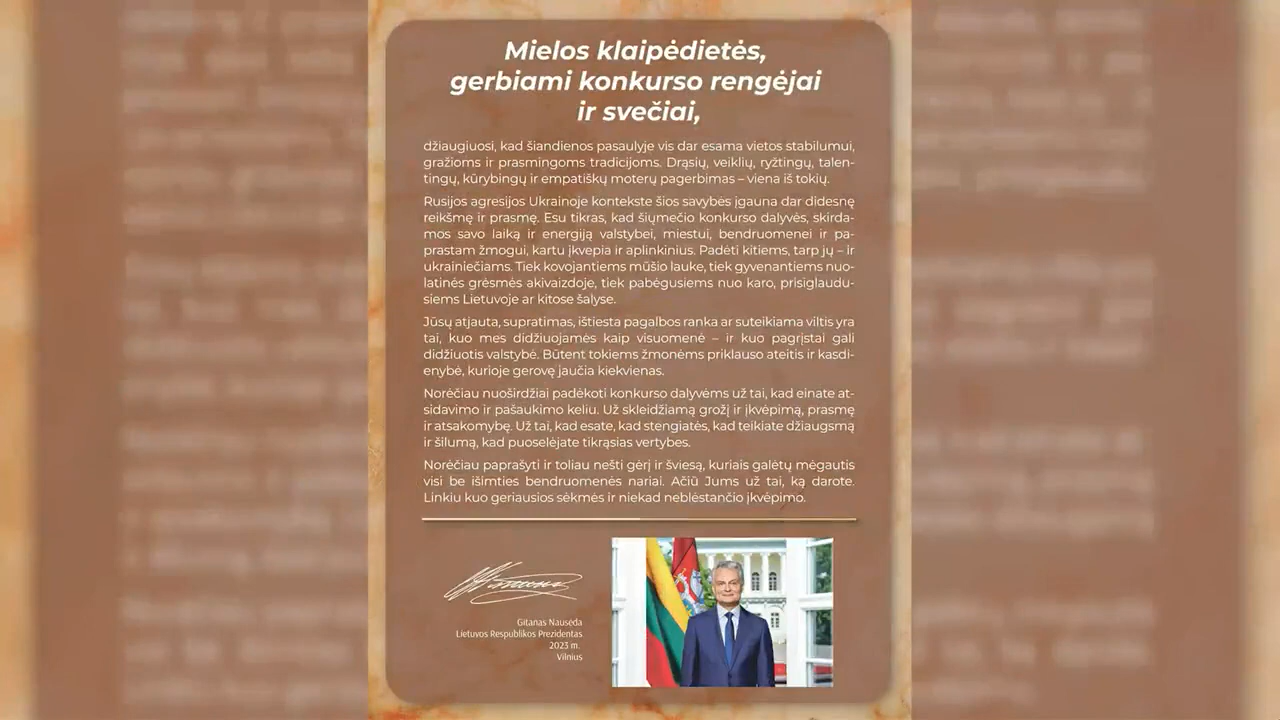 Mielos klaipėdietės,
gerbiami konkurso rengėjai
ir svečiai,
džiaugiuosi, kad šiandienos pasaulyje vis dar esama vietos stabilumui,
gražioms ir prasmingoms tradicijoms. Drąsių, veiklių, ryžtingų, talen-
tingų, kūrybingų ir empatiškų moterų pagerbimas – viena iš tokių.
Rusijos agresijos Ukrainoje kontekste šios savybės įgauna dar didesnę
reikšmę ir prasmę. Esu tikras, kad šiųmečio konkurso dalyvės, skirda-
mos savo laiką ir energiją valstybei, miestui, bendruomenei ir pa-
prastam žmogui, kartu įkvepia ir aplinkinius. Padėti kitiems, tarp jų – ir
ukrainiečiams. Tiek kovojantiems mūšio lauke, tiek gyvenantiems nuo-
latinės grėsmės akivaizdoje, tiek pabėgusiems nuo karo, prisiglaudu-
siems Lietuvoje ar kitose šalyse.
Jūsų atjauta, supratimas, ištiesta pagalbos ranka ar suteikiama viltis yra
tai, kuo mes didžiuojamės kaip visuomenė – ir kuo pagrįstai gali
didžiuotis valstybė. Būtent tokiems žmonėms priklauso ateitis ir kasdi-
enybė, kurioje gerovę jaučia kiekvienas.
Norėčiau nuoširdžiai padėkoti konkurso dalyvėms už tai, kad einate at-
sidavimo ir pašaukimo keliu. Už skleidžiamą grožį ir įkvėpimą, prasmę
ir atsakomybę. Už tai, kad esate, kad stengiatės, kad teikiate džiaugsmą
ir šilumą, kad puoselėjate tikrąsias vertybes.
Norėčiau paprašyti ir toliau nešti gėrį ir šviesą, kuriais galėtų mėgautis
visi be išimties bendruomenės nariai. Ačiū Jums už tai, ką darote.
Linkiu kuo geriausios sėkmės ir niekad neblėstančio įkvėpimo.
Gitanas Nausėda
Lietuvos Respublikos Prezidentas
2023 m.
Vilnius